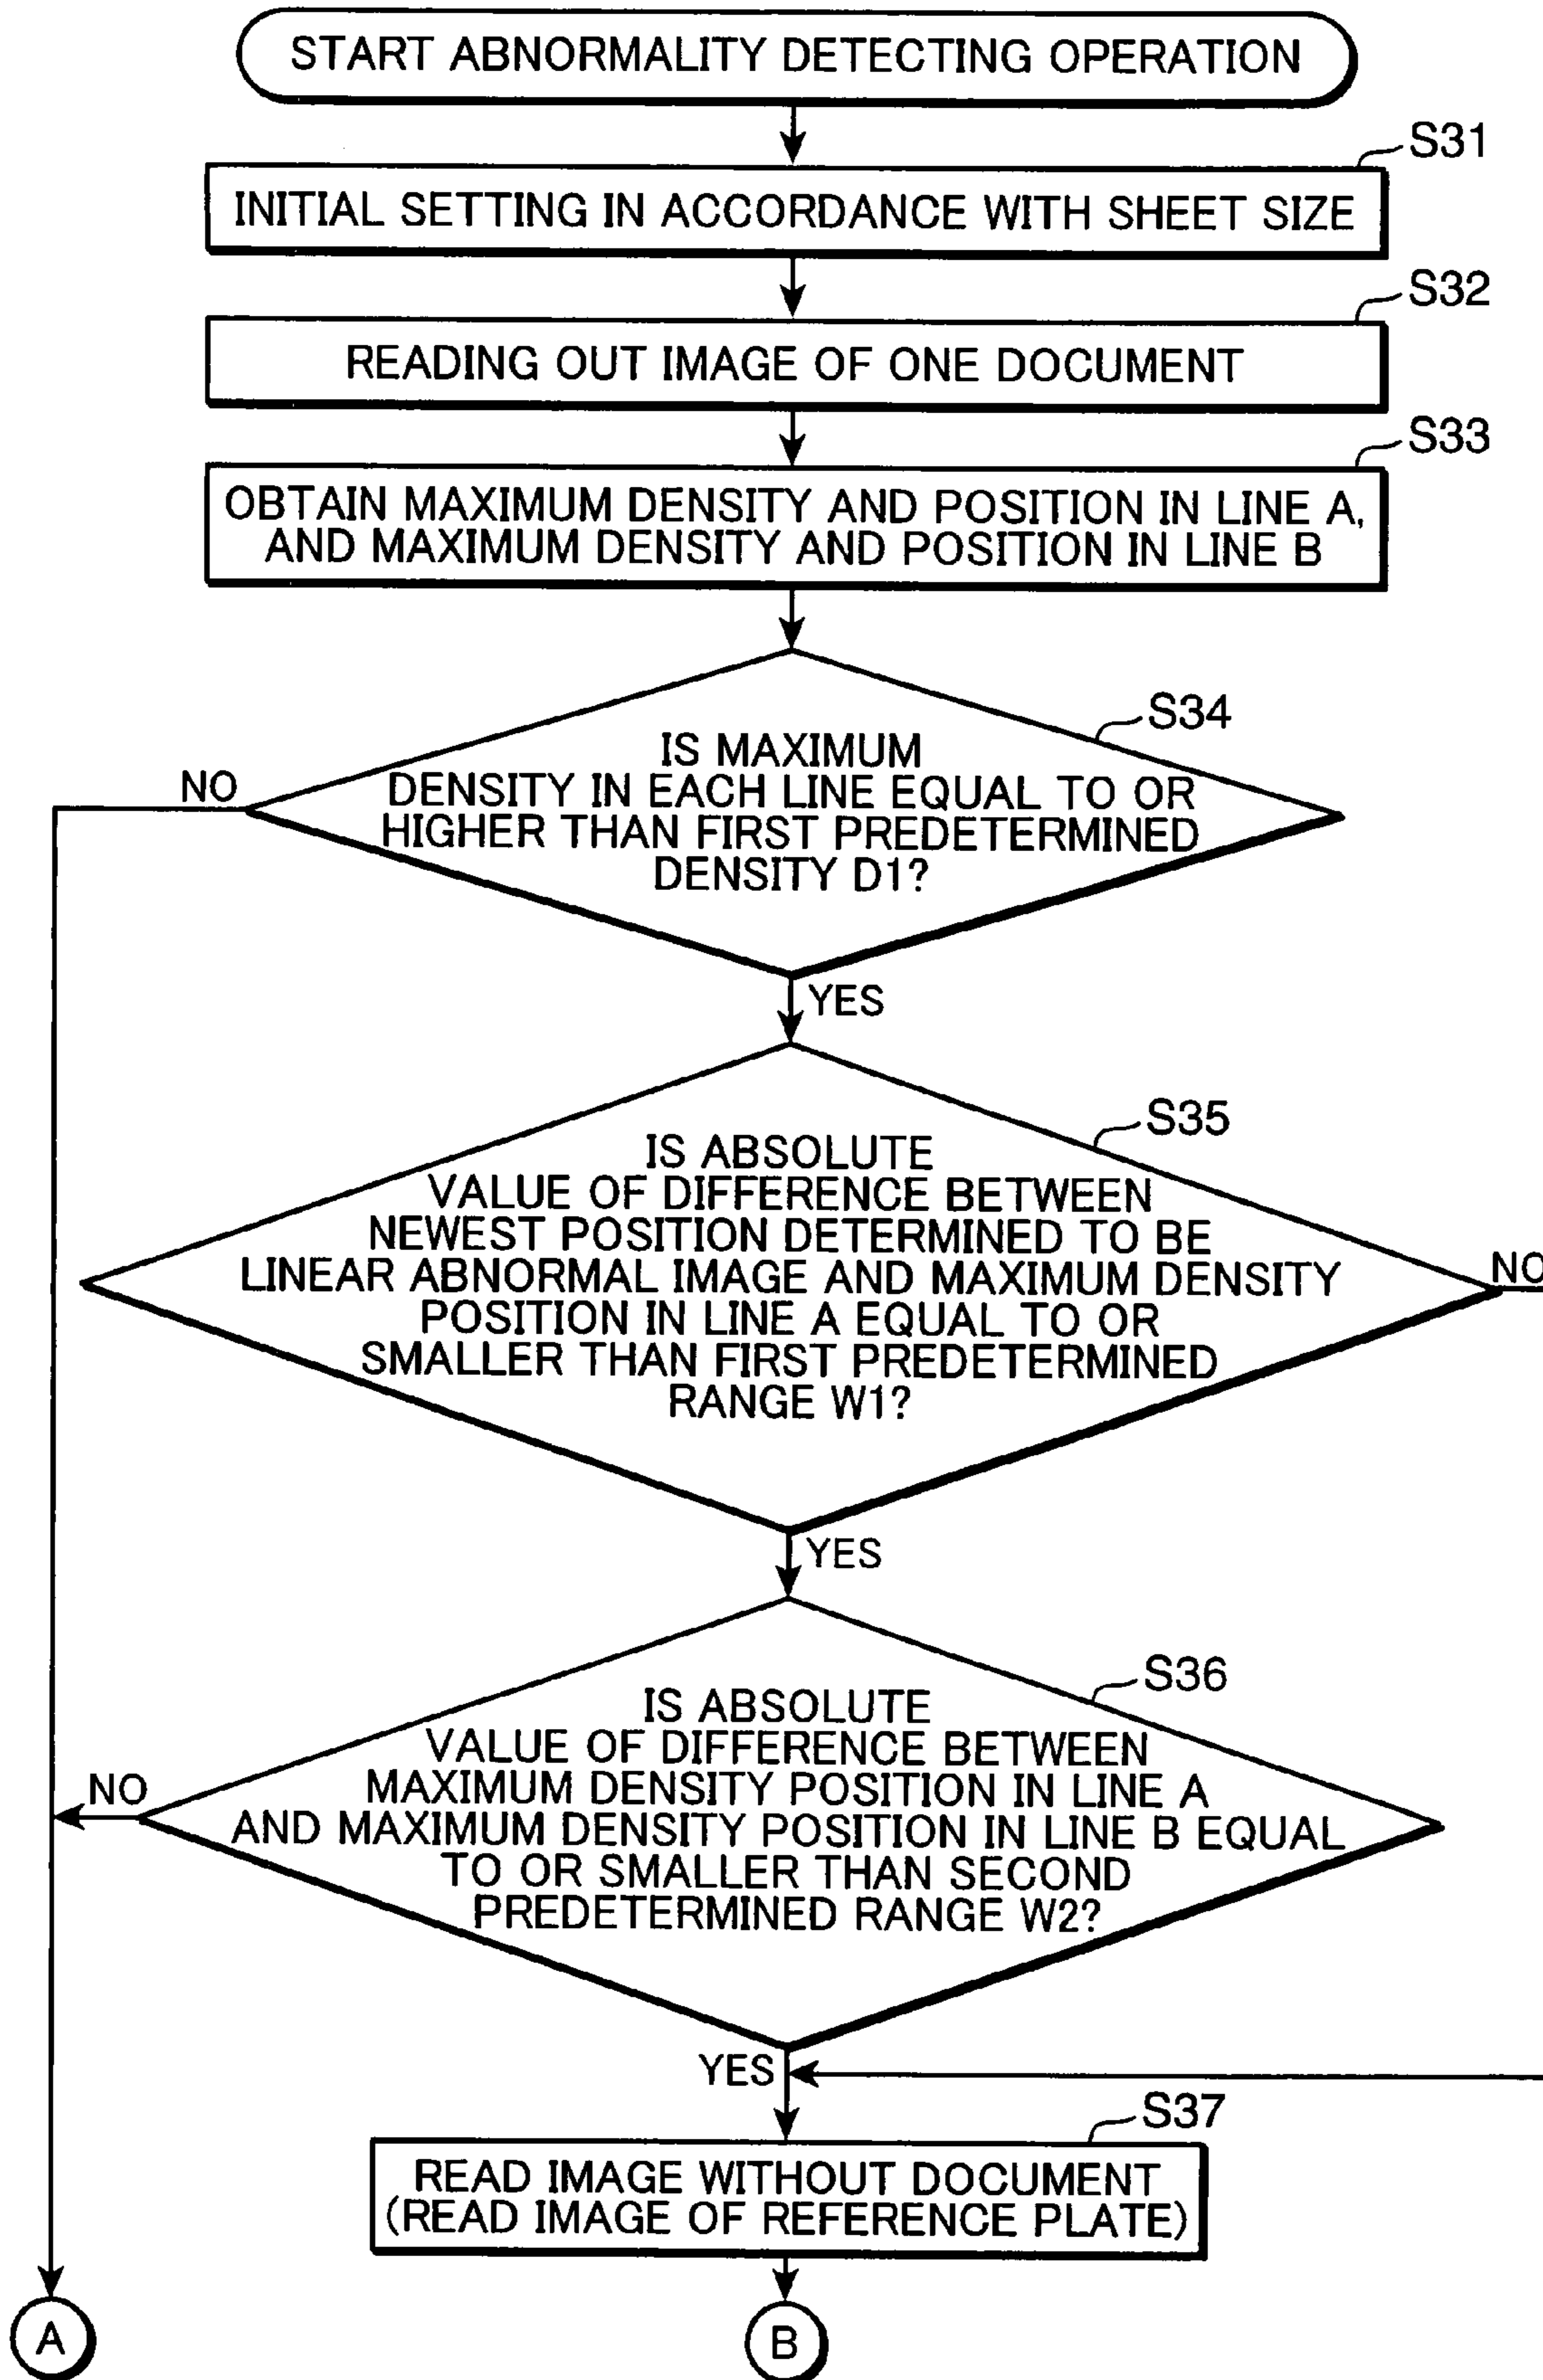 START ABNORMALITY DETECTING OPERATION
S31
INITIAL SETTING IN ACCORDANCE WITH SHEET SIZE
S32
READING OUT IMAGE OF ONE DOCUMENT
S33
OBTAIN MAXIMUM DENSITY AND POSITION IN LINE A,
AND MAXIMUM DENSITY AND POSITION IN LINE B
S34
IS MAXIMUM
DENSITY IN EACH LINE EQUAL TO OR
HIGHER THAN FIRST PREDETERMINED
DENSITY D1?
NO
YES
S35
IS ABSOLUTE
VALUE OF DIFFERENCE BETWEEN
NEWEST POSITION DETERMINED TO BE
LINEAR ABNORMAL IMAGE AND MAXIMUM DENSITY
POSITION IN LINE A EQUAL TO OR
SMALLER THAN FIRST PREDETERMINED
RANGE W1?
NO
YES
S36
IS ABSOLUTE
VALUE OF DIFFERENCE BETWEEN
MAXIMUM DENSITY POSITION IN LINE A
AND MAXIMUM DENSITY POSITION IN LINE B EQUAL
TO OR SMALLER THAN SECOND
PREDETERMINED RANGE W2?
NO
YES
S37
READ IMAGE WITHOUT DOCUMENT
(READ IMAGE OF REFERENCE PLATE)
A
B